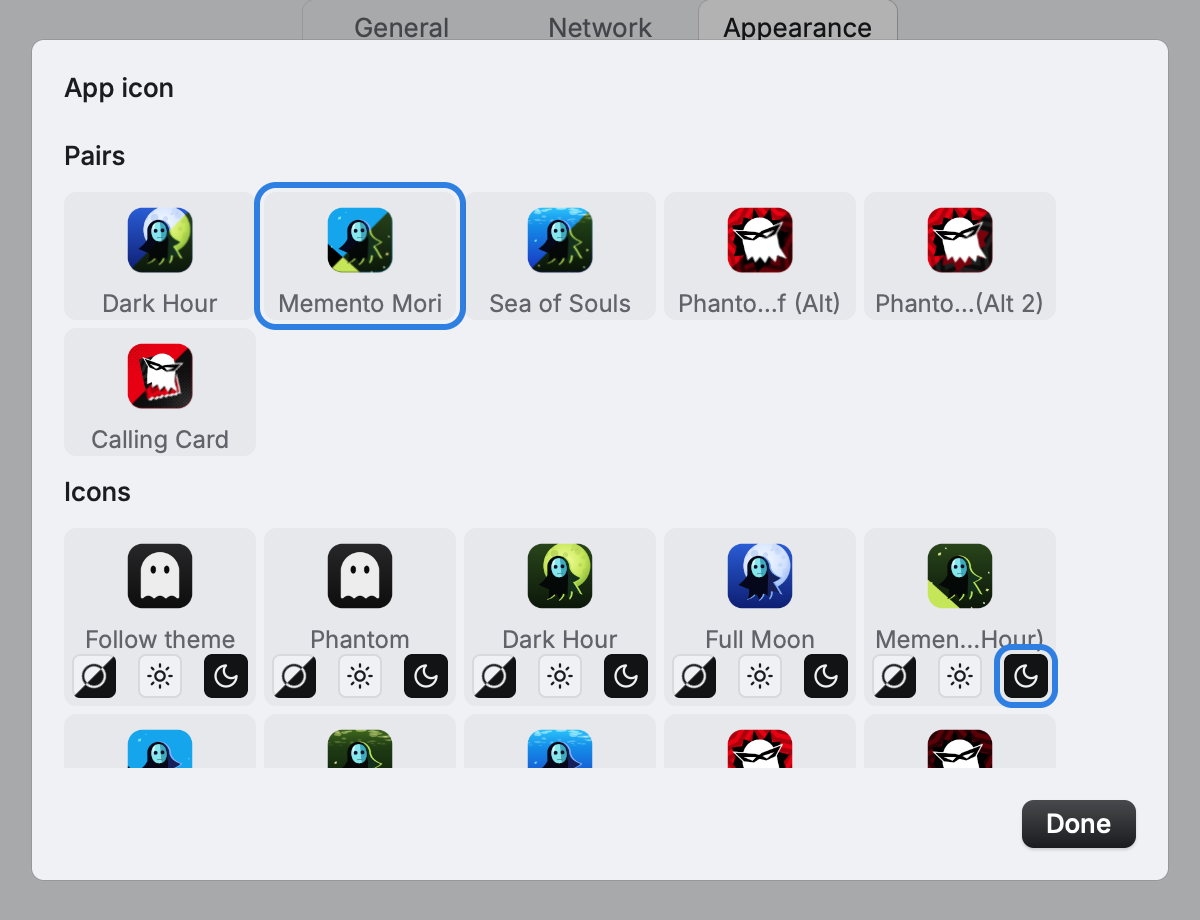 General Network Appearance
App icon
Pairs
Dark Hour Memento Mori Sea of Souls Phanto...f (Alt) Phanto...(Alt 2)
Calling Card
Icons
Follow theme Phantom Dark Hour Full Moon Memen...Hour)
Done